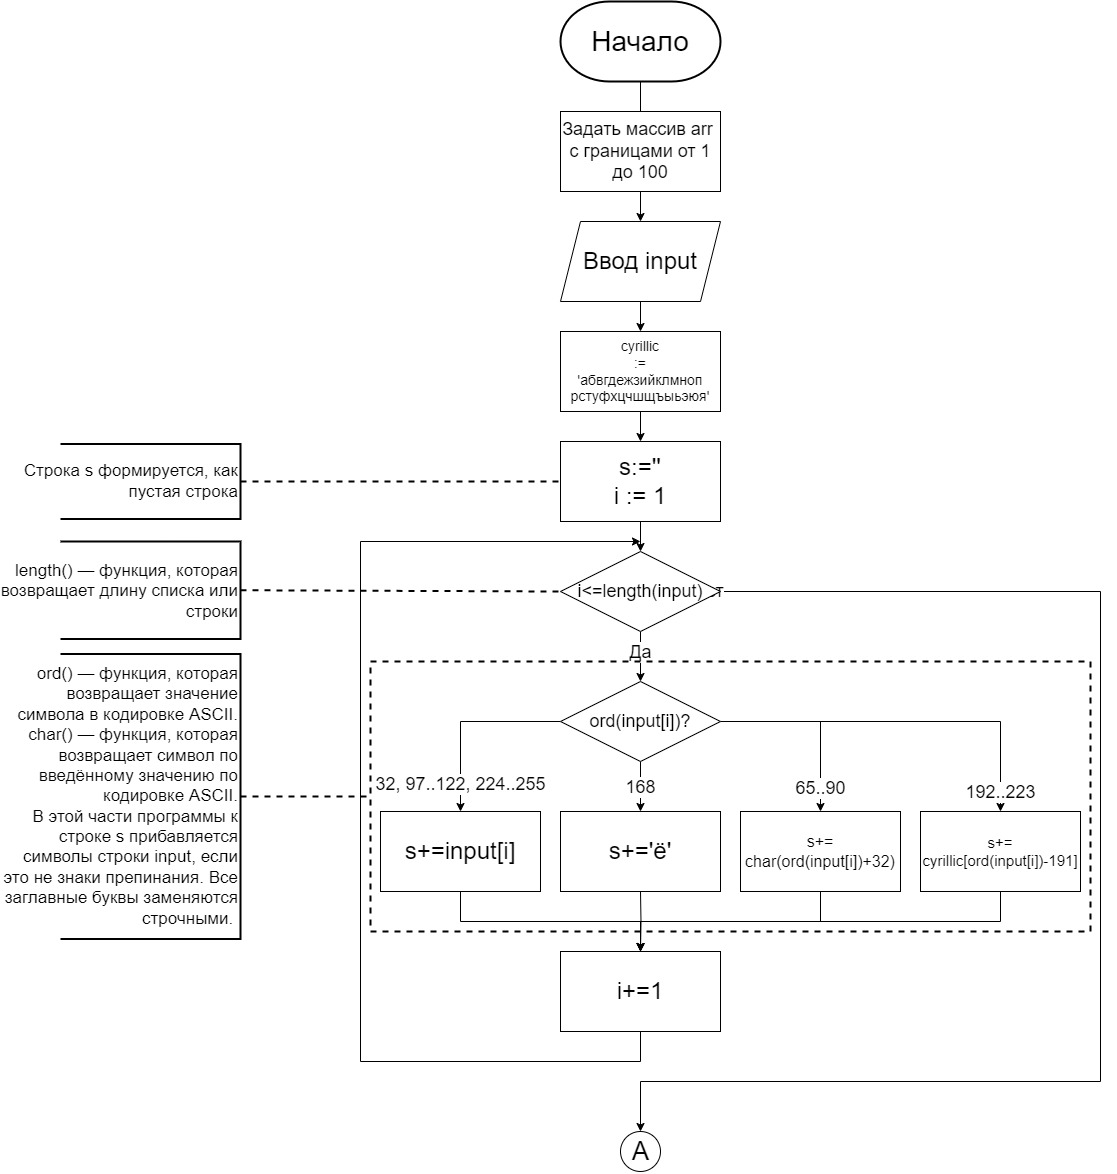 Начало
Задать массив arr
с границами от 1
до 100
Ввод input
cyrillic
:=
'абвгдежзийклмноп
рстуфхцчшщъыьэюя'
Строка s формируется, как
пустая строка
s:=''
i := 1
length() — функция, которая
возвращает длину списка или
строки
i<=length(input)
Да
ord() — функция, которая
возвращает значение
символа в кодировке ASCII.
char() — функция, которая
возвращает символ по
введённому значению по
кодировке ASCII.
В этой части программы к
строке s прибавляется
символы строки input, если
это не знаки препинания. Все
заглавные буквы заменяются
строчными.
ord(input[i])?
32, 97..122, 224..255
168
65..90
192..223
s+=input[i]
s+='ё'
s+=
char(ord(input[i])+32)
s+=
cyrillic[ord(input[i])-191]
i+=1
A